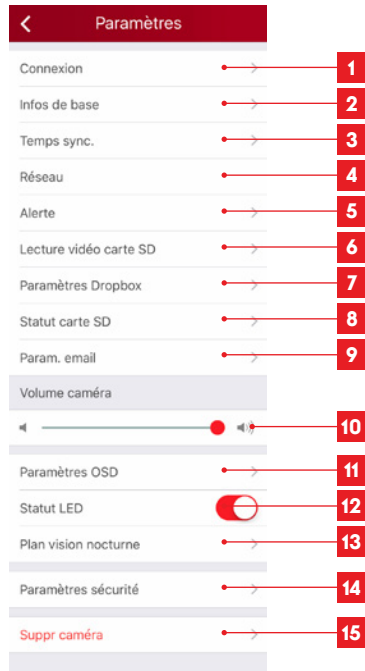 Paramètres
Connexion 1
Infos de base 2
Temps sync. 3
Réseau 4
Alerte 5
Lecture vidéo carte SD 6
Paramètres Dropbox 7
Statut carte SD 8
Param. email 9
Volume caméra
10
Paramètres OSD 11
Statut LED 12
Plan vision nocturne 13
Paramètres sécurité 14
Suppr caméra 15